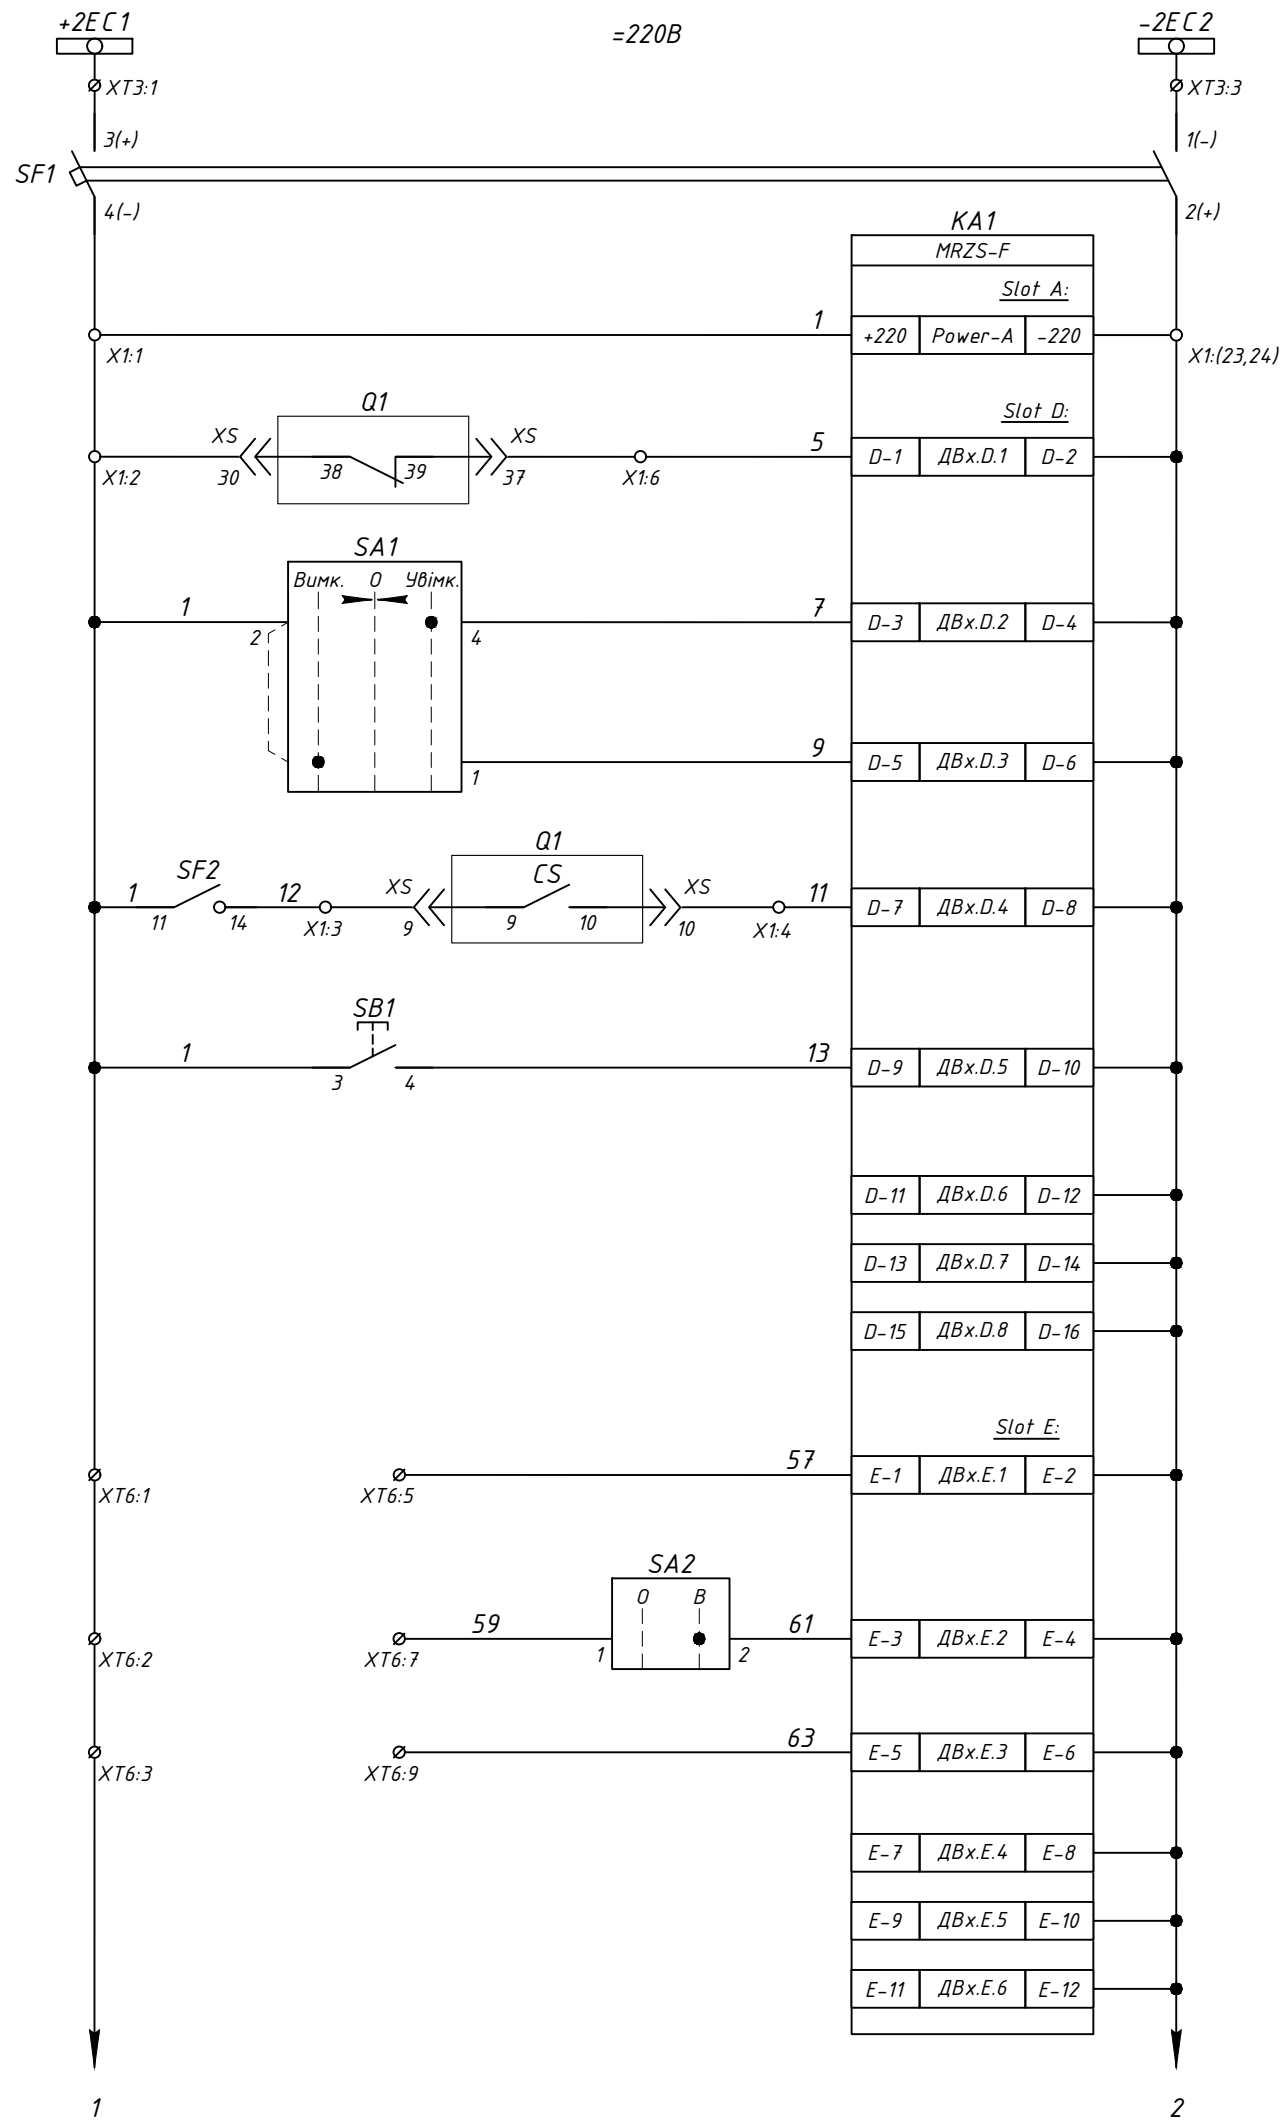 +2EC1
=220В
-2EC2
XT3:1
XT3:3
3(+)
1(-)
SF1
4(-)
2(+)
KA1
MRZS-F
Slot A:
1
+220 Power-A -220
X1:1
X1:(23,24)
Q1
Slot D:
XS
XS
5
30
38
39
37
X1:2
X1:6
D-1 ДВх.D.1 D-2
SA1
Вимк. О Увімк.
1
7
2
4
D-3 ДВх.D.2 D-4
9
1
D-5 ДВх.D.3 D-6
Q1
SF2
CS
1
12
XS
XS
11
11
14
X1:3
9
9
10
10
X1:4
D-7 ДВх.D.4 D-8
SB1
1
13
3
4
D-9 ДВх.D.5 D-10
D-11 ДВх.D.6 D-12
D-13 ДВх.D.7 D-14
D-15 ДВх.D.8 D-16
Slot E:
57
XT6:1
XT6:5
E-1 ДВх.E.1 E-2
SA2
О В
59
61
1
2
XT6:2
XT6:7
E-3 ДВх.E.2 E-4
63
XT6:3
XT6:9
E-5 ДВх.E.3 E-6
E-7 ДВх.E.4 E-8
E-9 ДВх.E.5 E-10
E-11 ДВх.E.6 E-12
1
2